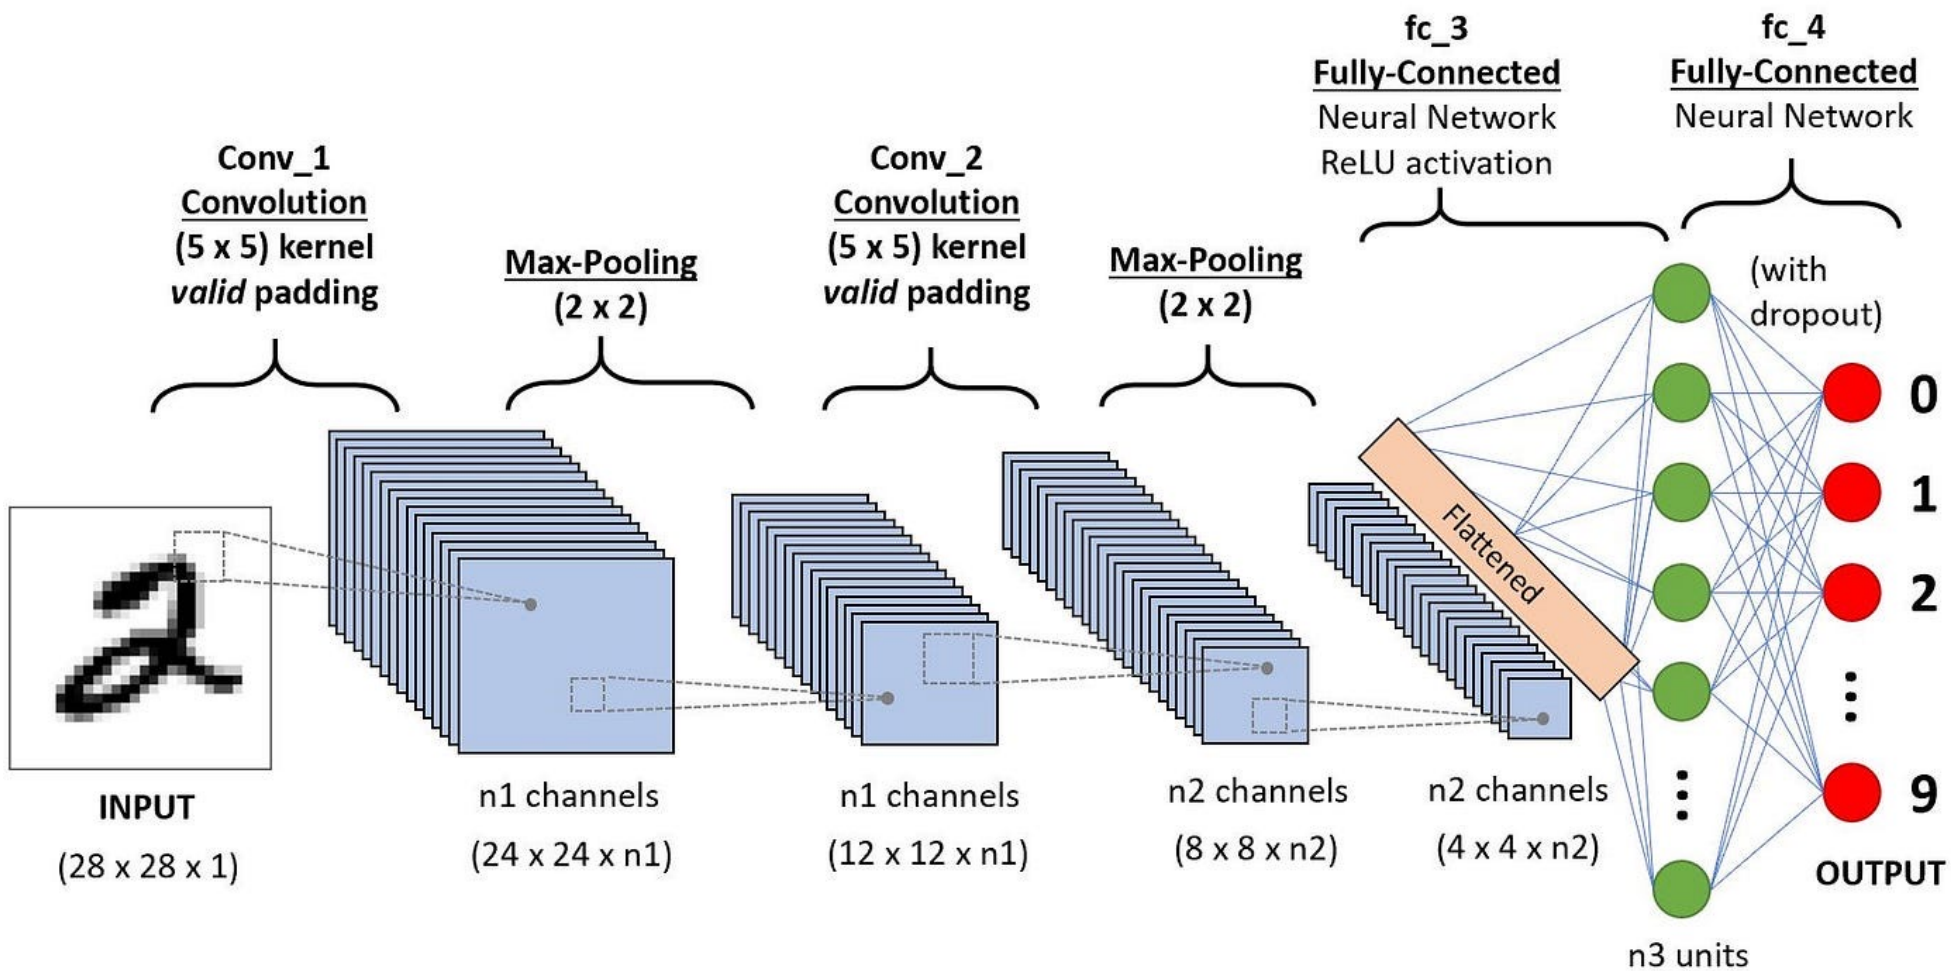 Conv_1
Convolution
(5 x 5) kernel
valid padding
Max-Pooling
(2 x 2)
Conv_2
Convolution
(5 x 5) kernel
valid padding
Max-Pooling
(2 x 2)
fc_3
Fully-Connected
Neural Network
ReLU activation
fc_4
Fully-Connected
Neural Network
(with
dropout)
Flattened
0
1
2
9
INPUT
(28 x 28 x 1)
n1 channels
(24 x 24 x n1)
n1 channels
(12 x 12 x n1)
n2 channels
(8 x 8 x n2)
n2 channels
(4 x 4 x n2)
n3 units
OUTPUT